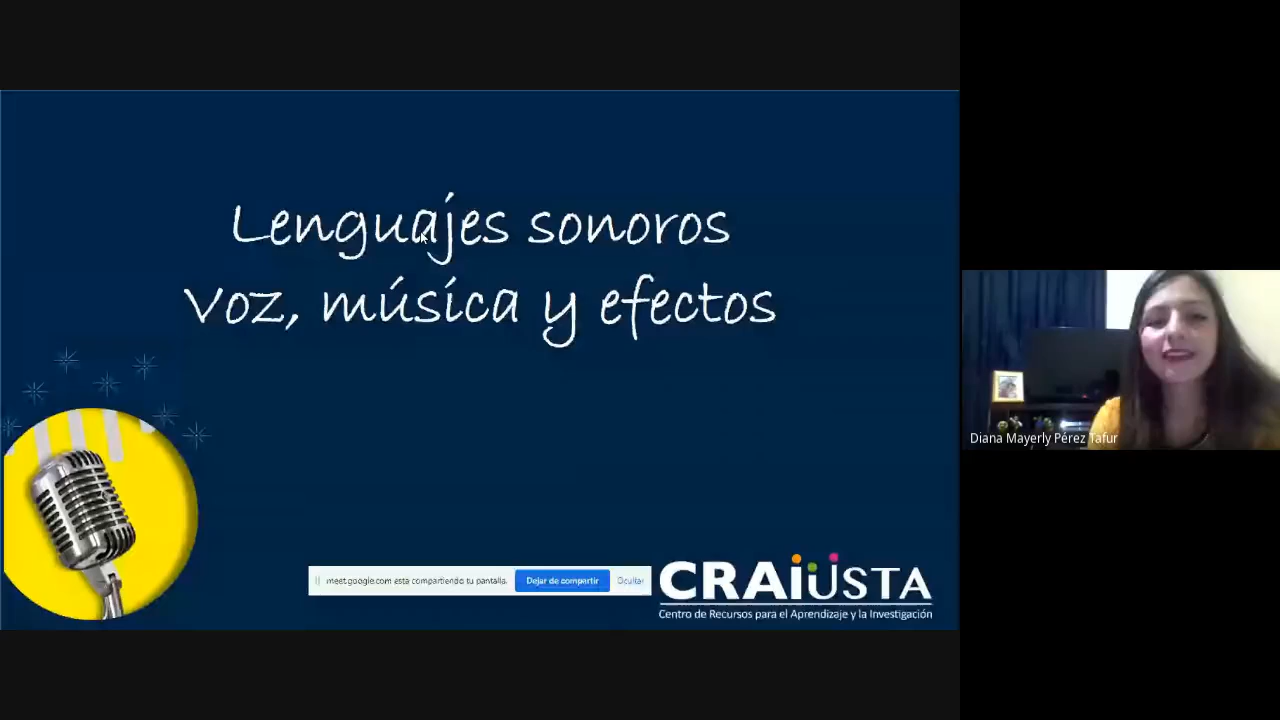 Lenguajes sonoros
Voz, música y efectos
meet.google.com está compartiendo tu pantalla.
Dejar de compartir
Ocultar
CRAIUSTA
Centro de Recursos para el Aprendizaje y la Investigación
Diana Mayerly Pérez Tafur